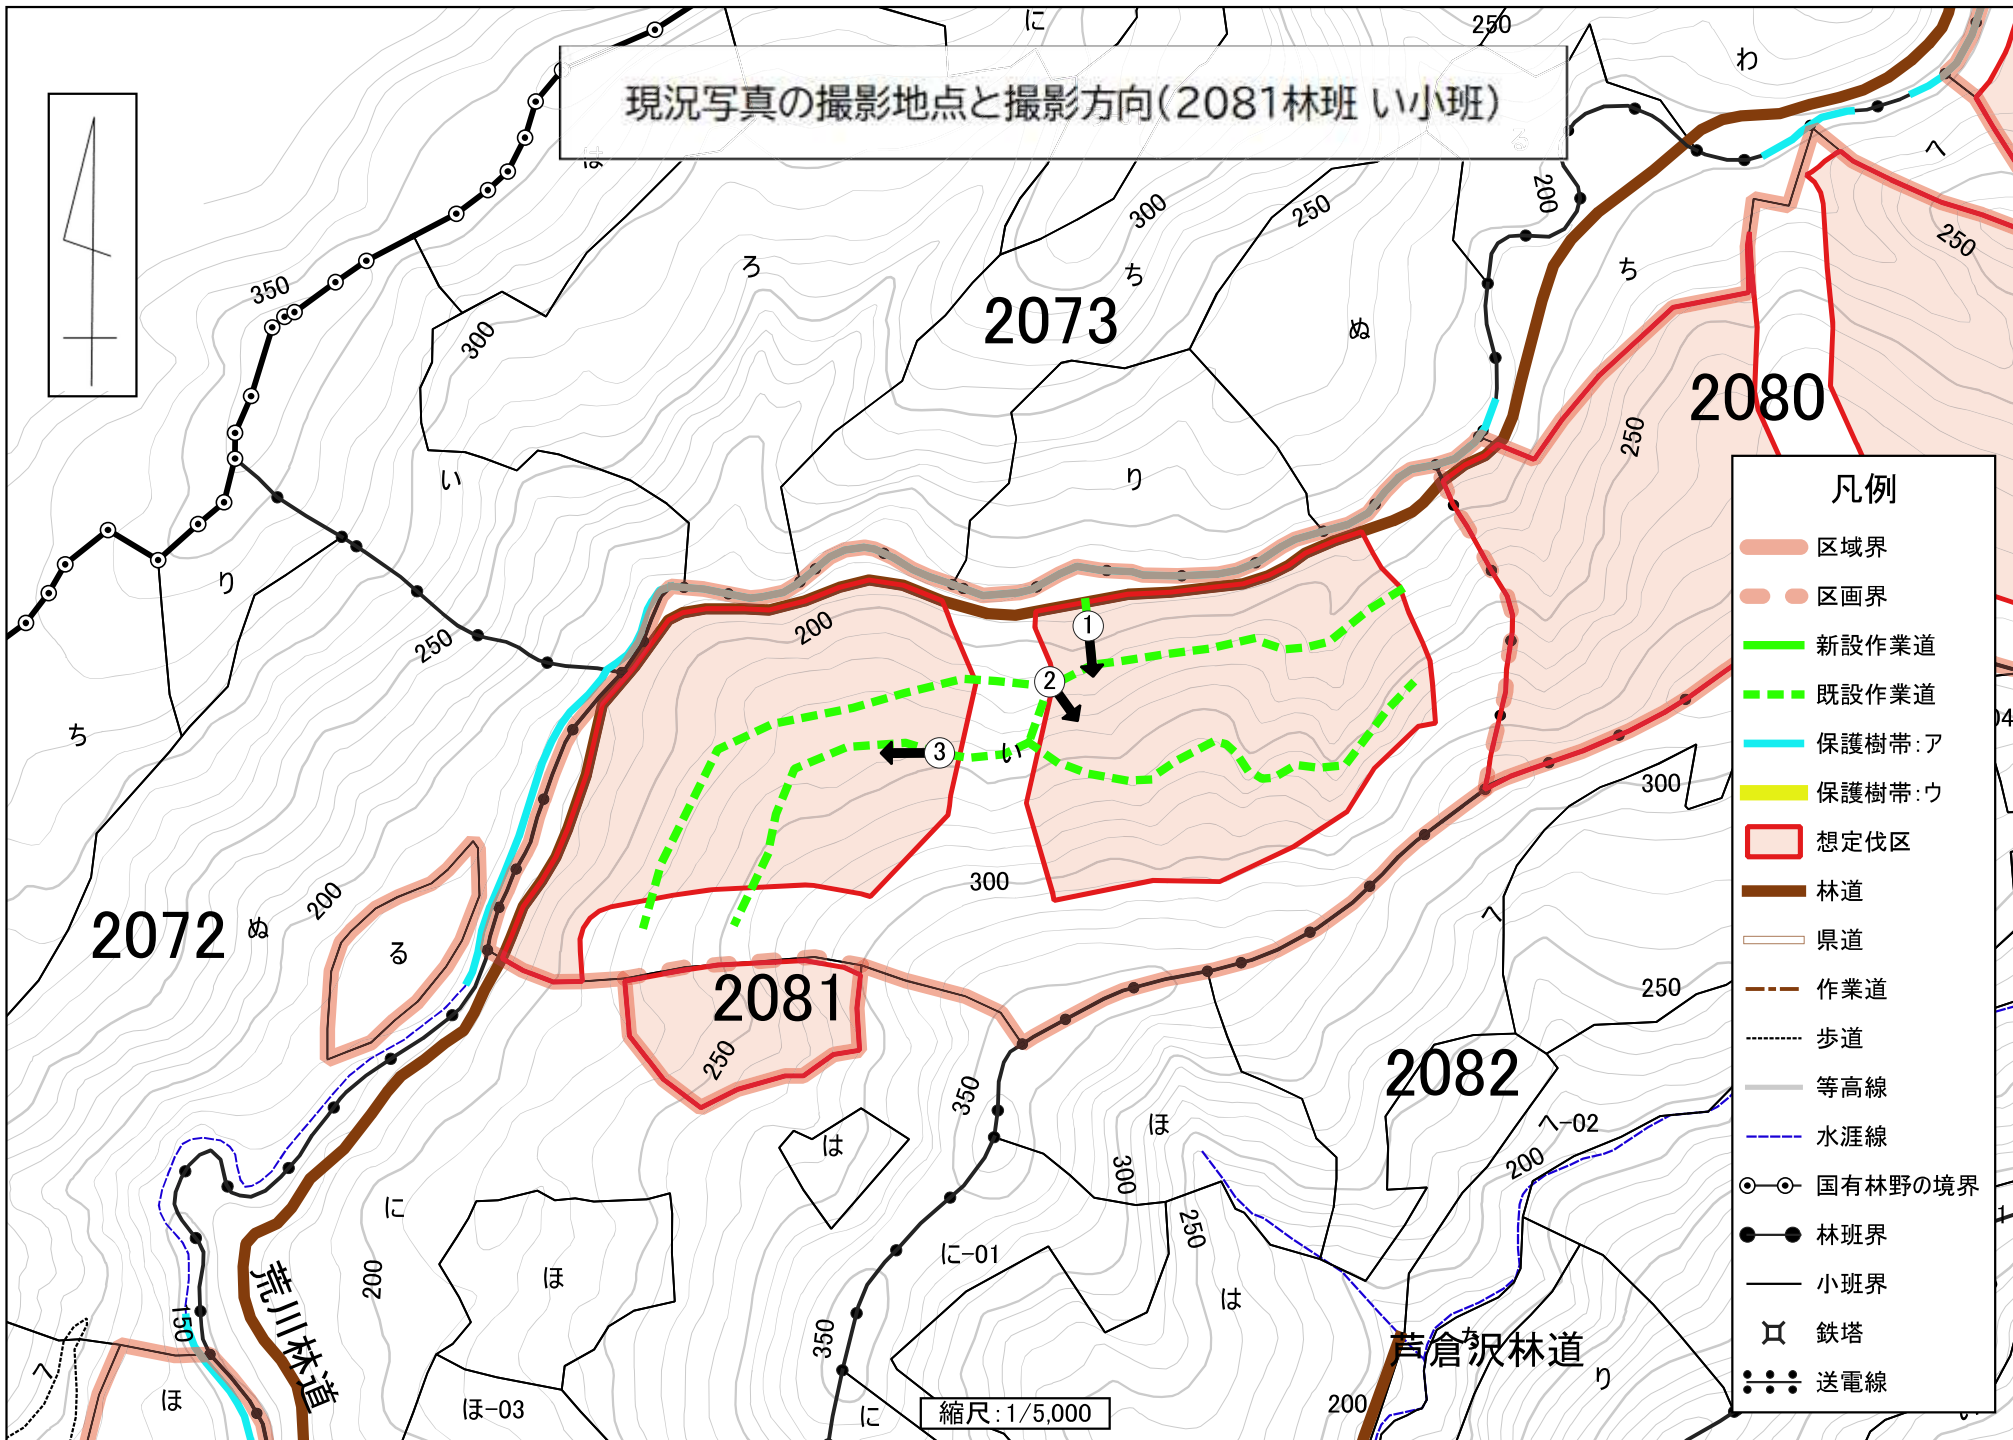 に
250
わ
現況写真の撮影地点と撮影方向(2081林班 い小班)
は
る
へ
200
300
250
250
ろ
ち
ち
350
2073
ぬ
300
2080
250
い
り
り
200
250
ち
①
②
③
い
300
300
200
2072
ぬ
る
2081
250
へ
250
350
2082
ほ
は
へ-02
300
200
250
に
に-01
200
ほ
は
荒川林道
150
350
ち
芦倉沢林道
り
へ
ほ
ほ-03
に
縮尺:1/5,000
200
凡例
区域界
区画界
新設作業道
既設作業道
保護樹帯:ア
保護樹帯:ウ
想定伐区
林道
県道
作業道
歩道
等高線
水涯線
国有林野の境界
林班界
小班界
鉄塔
送電線